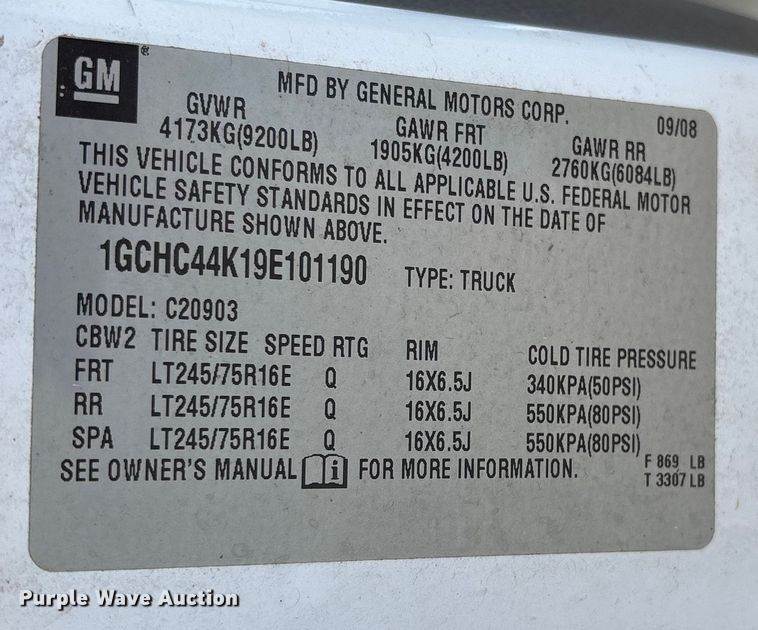 GM
MFD BY GENERAL MOTORS CORP. 09/08
GVWR GAWR FRT GAWR RR
4173KG(9200LB) 1905KG(4200LB) 2760KG(6084LB)
THIS VEHICLE CONFORMS TO ALL APPLICABLE U.S. FEDERAL MOTOR
VEHICLE SAFETY STANDARDS IN EFFECT ON THE DATE OF
MANUFACTURE SHOWN ABOVE.
1GCHC44K19E101190 TYPE: TRUCK
MODEL: C20903
CBW2 TIRE SIZE SPEED RTG RIM COLD TIRE PRESSURE
FRT LT245/75R16E Q 16X6.5J 340KPA(50PSI)
RR LT245/75R16E Q 16X6.5J 550KPA(80PSI)
SPA LT245/75R16E Q 16X6.5J 550KPA(80PSI)
SEE OWNER'S MANUAL i FOR MORE INFORMATION.
F 869 LB
T 3307 LB
Purple Wave Auction